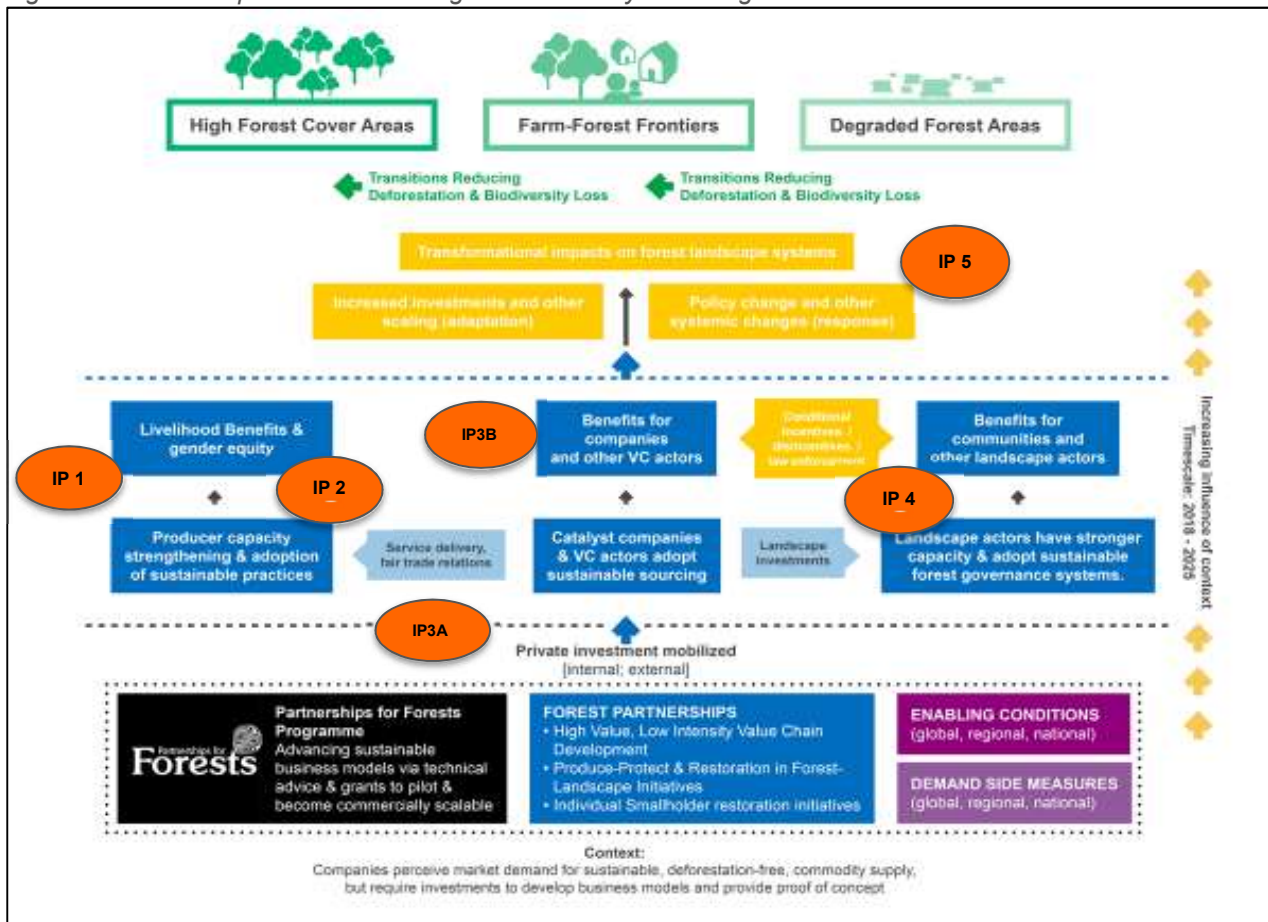 High Forest Cover Areas
Farm-Forest Frontiers
Degraded Forest Areas
Transitions Reducing
Deforestation & Biodiversity Loss
Transitions Reducing
Deforestation & Biodiversity Loss
Transformational impacts on forest landscape systems
IP 5
Increased investments and other
scaling (adaptation)
Policy change and other
systemic changes (response)
Livelihood Benefits &
gender equity
IP3B
Benefits for
companies
and other VC actors
Conditional
incentives /
disincentives /
law enforcement
Benefits for
communities and
other landscape actors
IP 1
IP_2
IP_4
Producer capacity
strengthening & adoption
of sustainable practices
Service delivery,
fair trade relations
Catalyst companies
& VC actors adopt
sustainable sourcing
Landscape
Investments
Landscape actors have stronger
capacity & adopt sustainable
forest governance systems.
Increasing influence of context
Timescale: 2018 - 2025
IP3A
Private investment mobilized
[internal; external]
Partnerships for
Forests
Partnerships for Forests
Programme
Advancing sustainable
business models via technical
advice & grants to pilot &
become commercially scalable
FOREST PARTNERSHIPS
• High Value, Low Intensity Value Chain
Development
• Produce-Protect & Restoration in Forest-
Landscape Initiatives
• Individual Smallholder restoration initiatives
ENABLING CONDITIONS
(global, regional, national)
DEMAND SIDE MEASURES
(global, regional, national)
Context:
Companies perceive market demand for sustainable, deforestation-free, commodity supply,
but require investments to develop business models and provide proof of concept